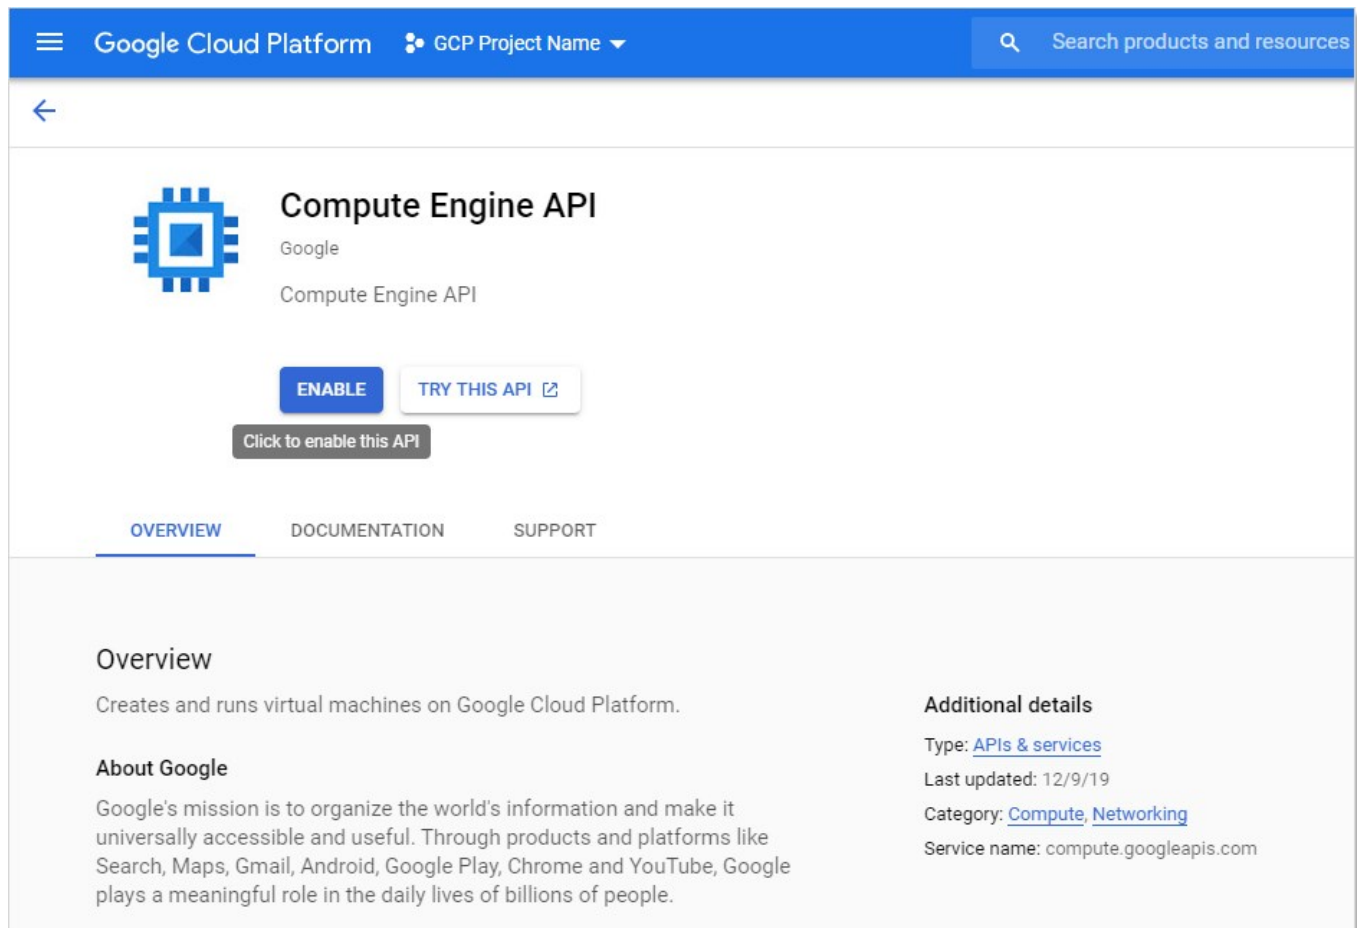 Google Cloud Platform GCP Project Name Search products and resources
Compute Engine API
Google
Compute Engine API
ENABLE TRY THIS API
Click to enable this API
OVERVIEW DOCUMENTATION SUPPORT
Overview
Creates and runs virtual machines on Google Cloud Platform.
About Google
Google's mission is to organize the world's information and make it
universally accessible and useful. Through products and platforms like
Search, Maps, Gmail, Android, Google Play, Chrome and YouTube, Google
plays a meaningful role in the daily lives of billions of people.
Additional details
Type: APIs & services
Last updated: 12/9/19
Category: Compute, Networking
Service name: compute.googleapis.com